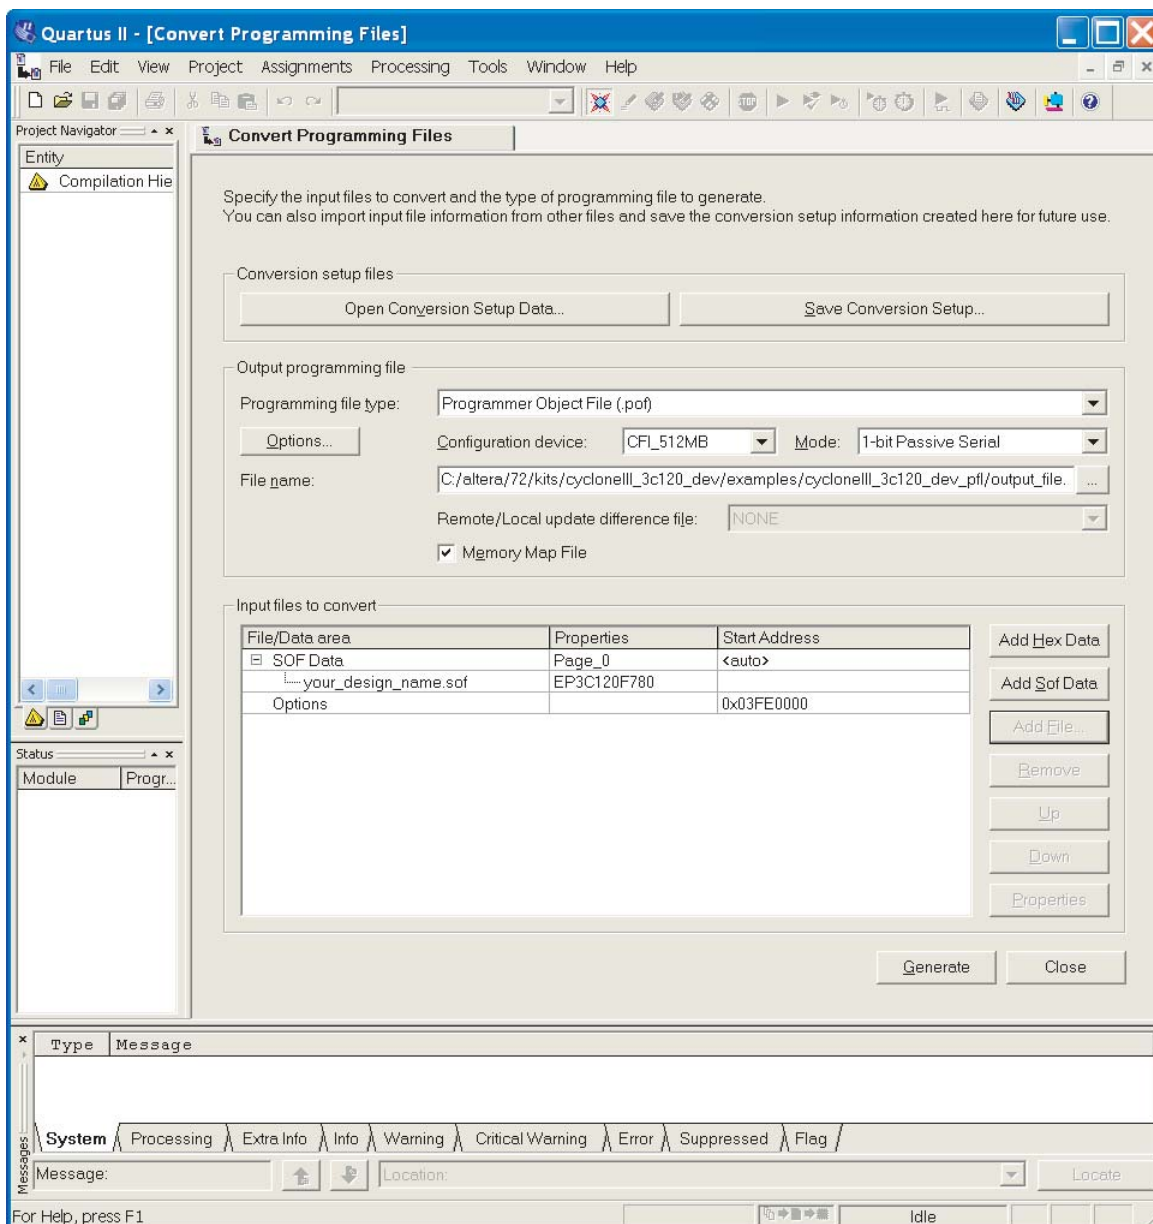 Quartus II - [Convert Programming Files]
File Edit View Project Assignments Processing Tools Window Help
Project Navigator
Entity
Compilation Hie
Convert Programming Files
Specify the input files to convert and the type of programming file to generate.
You can also import input file information from other files and save the conversion setup information created here for future use.
Conversion setup files
Open Conversion Setup Data... Save Conversion Setup...
Output programming file
Programming file type: Programmer Object File (.pof)
Options... Configuration device: CFI_512MB Mode: 1-bit Passive Serial
File name: C:/altera/72/kits/cycloneIII_3c120_dev/examples/cycloneIII_3c120_dev_pfl/output_file. ...
Remote/Local update difference file: NONE
Memory Map File
Input files to convert
File/Data area Properties Start Address
SOF Data Page_0 <auto>
your_design_name.sof EP3C120F780
Options 0x03FE0000
Add Hex Data
Add Sof Data
Add File...
Remove
Up
Down
Properties
Generate Close
Status
Module Progr...
Type Message
System Processing Extra Info Info Warning Critical Warning Error Suppressed Flag
Messages
Message: Location: Locate
For Help, press F1 Idle